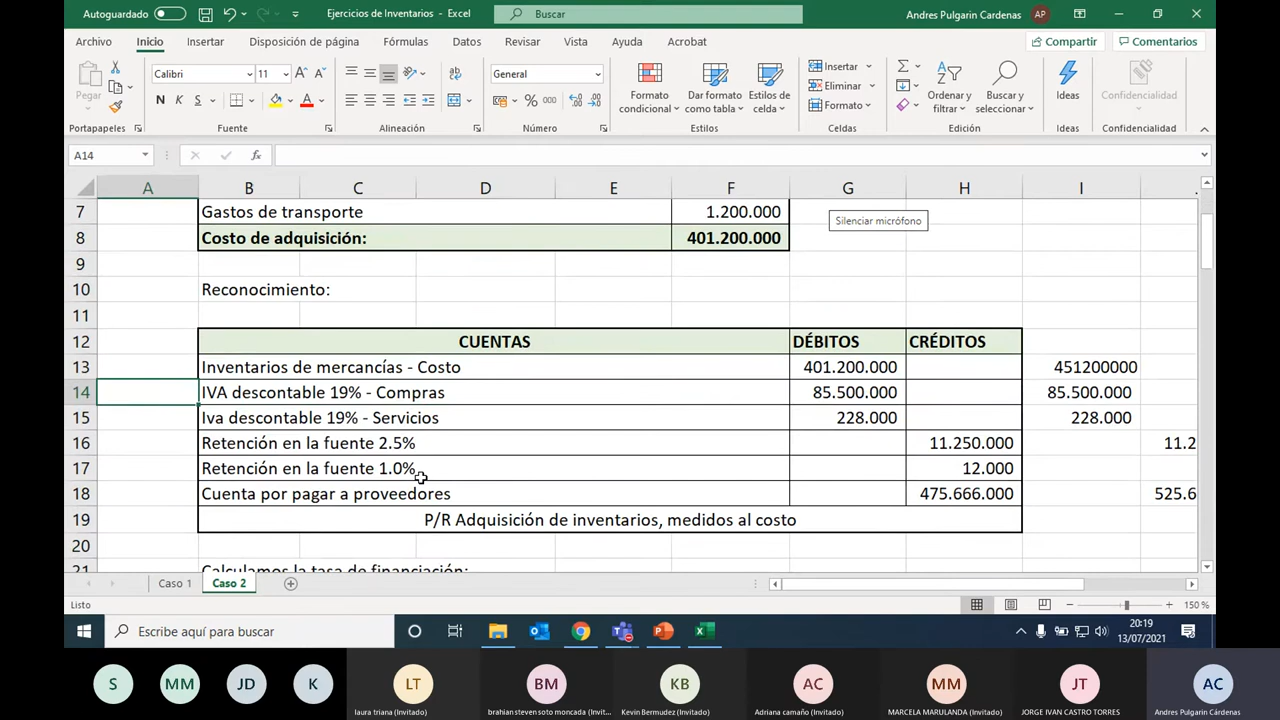 Autoguardado
Ejercicios de Inventarios - Excel
Buscar
Andres Pulgarin Cardenas
AP
Archivo Inicio Insertar Disposición de página Fórmulas Datos Revisar Vista Ayuda Acrobat Compartir Comentarios
Pegar
Calibri 11
N K S
General
% 000
Formato condicional
Dar formato como tabla
Estilos de celda
Insertar
Eliminar
Formato
Ordenar y filtrar
Buscar y seleccionar
Ideas
Confidencialidad
Portapapeles Fuente Alineación Número Estilos Celdas Edición Ideas Confidencialidad
A14 fx
A B C D E F G H I
7 Gastos de transporte 1.200.000
Silenciar micrófono
8 Costo de adquisición: 401.200.000
9
10 Reconocimiento:
11
12 CUENTAS DÉBITOS CRÉDITOS
13 Inventarios de mercancías - Costo 401.200.000 451200000
14 IVA descontable 19% - Compras 85.500.000 85.500.000
15 Iva descontable 19% - Servicios 228.000 228.000
16 Retención en la fuente 2.5% 11.250.000 11.2
17 Retención en la fuente 1.0% 12.000
18 Cuenta por pagar a proveedores 475.666.000 525.6
19 P/R Adquisición de inventarios, medidos al costo
20
21 Calculamos la tasa de financiación:
Caso 1 Caso 2
Listo 150 %
Escribe aquí para buscar
20:19
13/07/2021
S MM JD K LT BM KB AC MM JT AC
laura triana (Invitado) brahian steven soto moncada (Invit... Kevin Bermudez (Invitado) Adriana camaño (Invitado) MARCELA MARULANDA (Invitado) JORGE IVAN CASTRO TORRES Andres Pulgarin Cárdenas